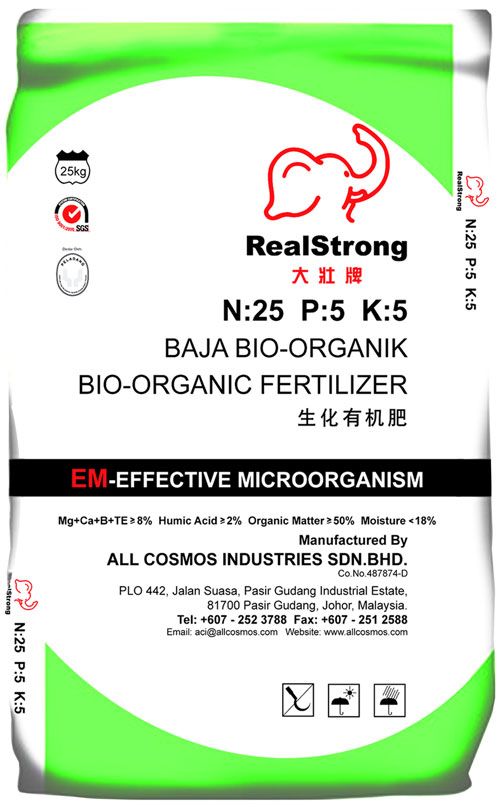 25kg
SGS
PELADANG
RealStrong
大壯牌
N:25 P:5 K:5
BAJA BIO-ORGANIK
BIO-ORGANIC FERTILIZER
生化有机肥
EM-EFFECTIVE MICROORGANISM
Mg+Ca+B+TE≥8% Humic Acid≥2% Organic Matter≥50% Moisture<18%
Manufactured By
ALL COSMOS INDUSTRIES SDN.BHD.
Co.No.487874-D
PLO 442, Jalan Suasa, Pasir Gudang Industrial Estate,
81700 Pasir Gudang, Johor, Malaysia.
Tel: +607 - 252 3788 Fax: +607 - 251 2588
Email: aci@allcosmos.com Website: www.allcosmos.com
RealStrong
N:25 P:5 K:5
RealStrong
N:25 P:5 K:5